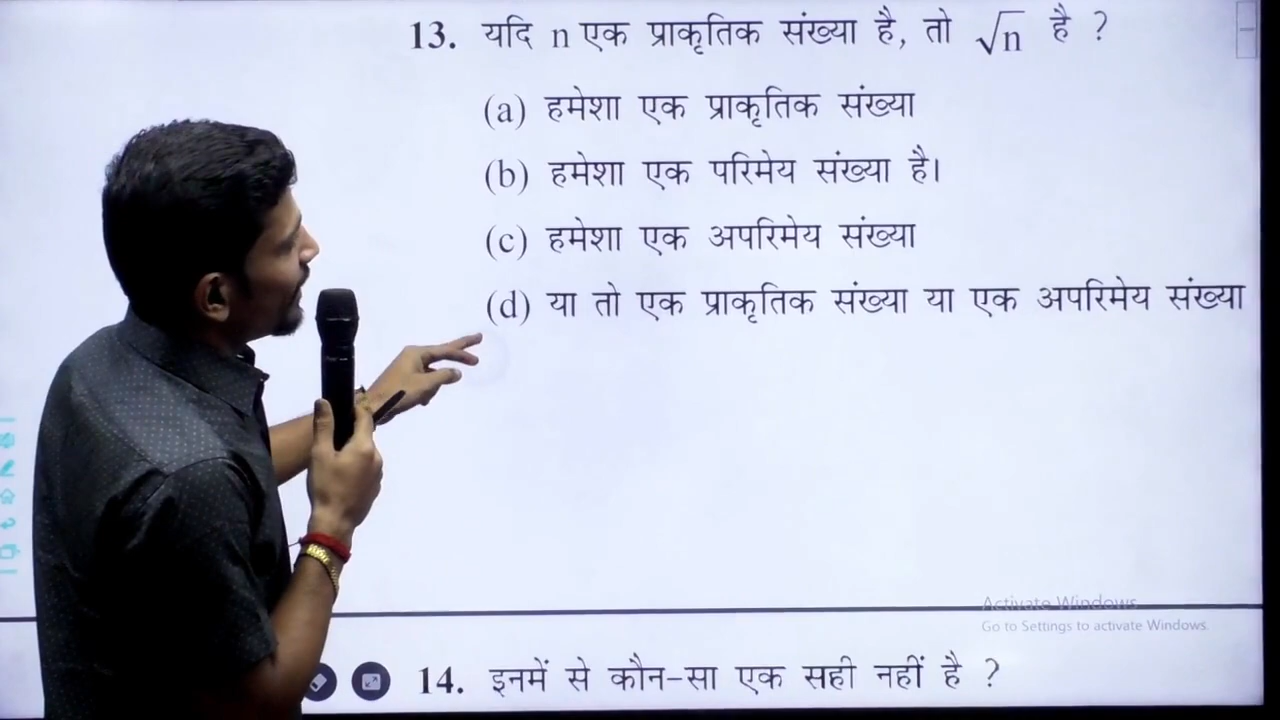 13. यदि n एक प्राकृतिक संख्या है, तो √n है ?
(a) हमेशा एक प्राकृतिक संख्या
(b) हमेशा एक परिमेय संख्या है।
(c) हमेशा एक अपरिमेय संख्या
(d) या तो एक प्राकृतिक संख्या या एक अपरिमेय संख्या
Activate Windows
Go to Settings to activate Windows.
14. इनमें से कौन-सा एक सही नहीं है ?